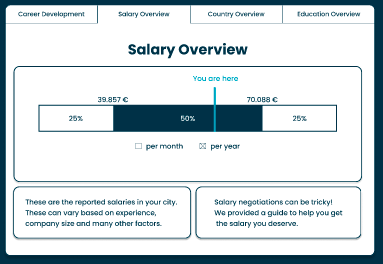 Career Development
Salary Overview
Country Overview
Education Overview
Salary Overview
You are here
39.857 €
70.088 €
25%
50%
25%
per month
per year
These are the reported salaries in your city.
These can vary based on experience,
company size and many other factors.
Salary negotiations can be tricky!
We provided a guide to help you get
the salary you deserve.